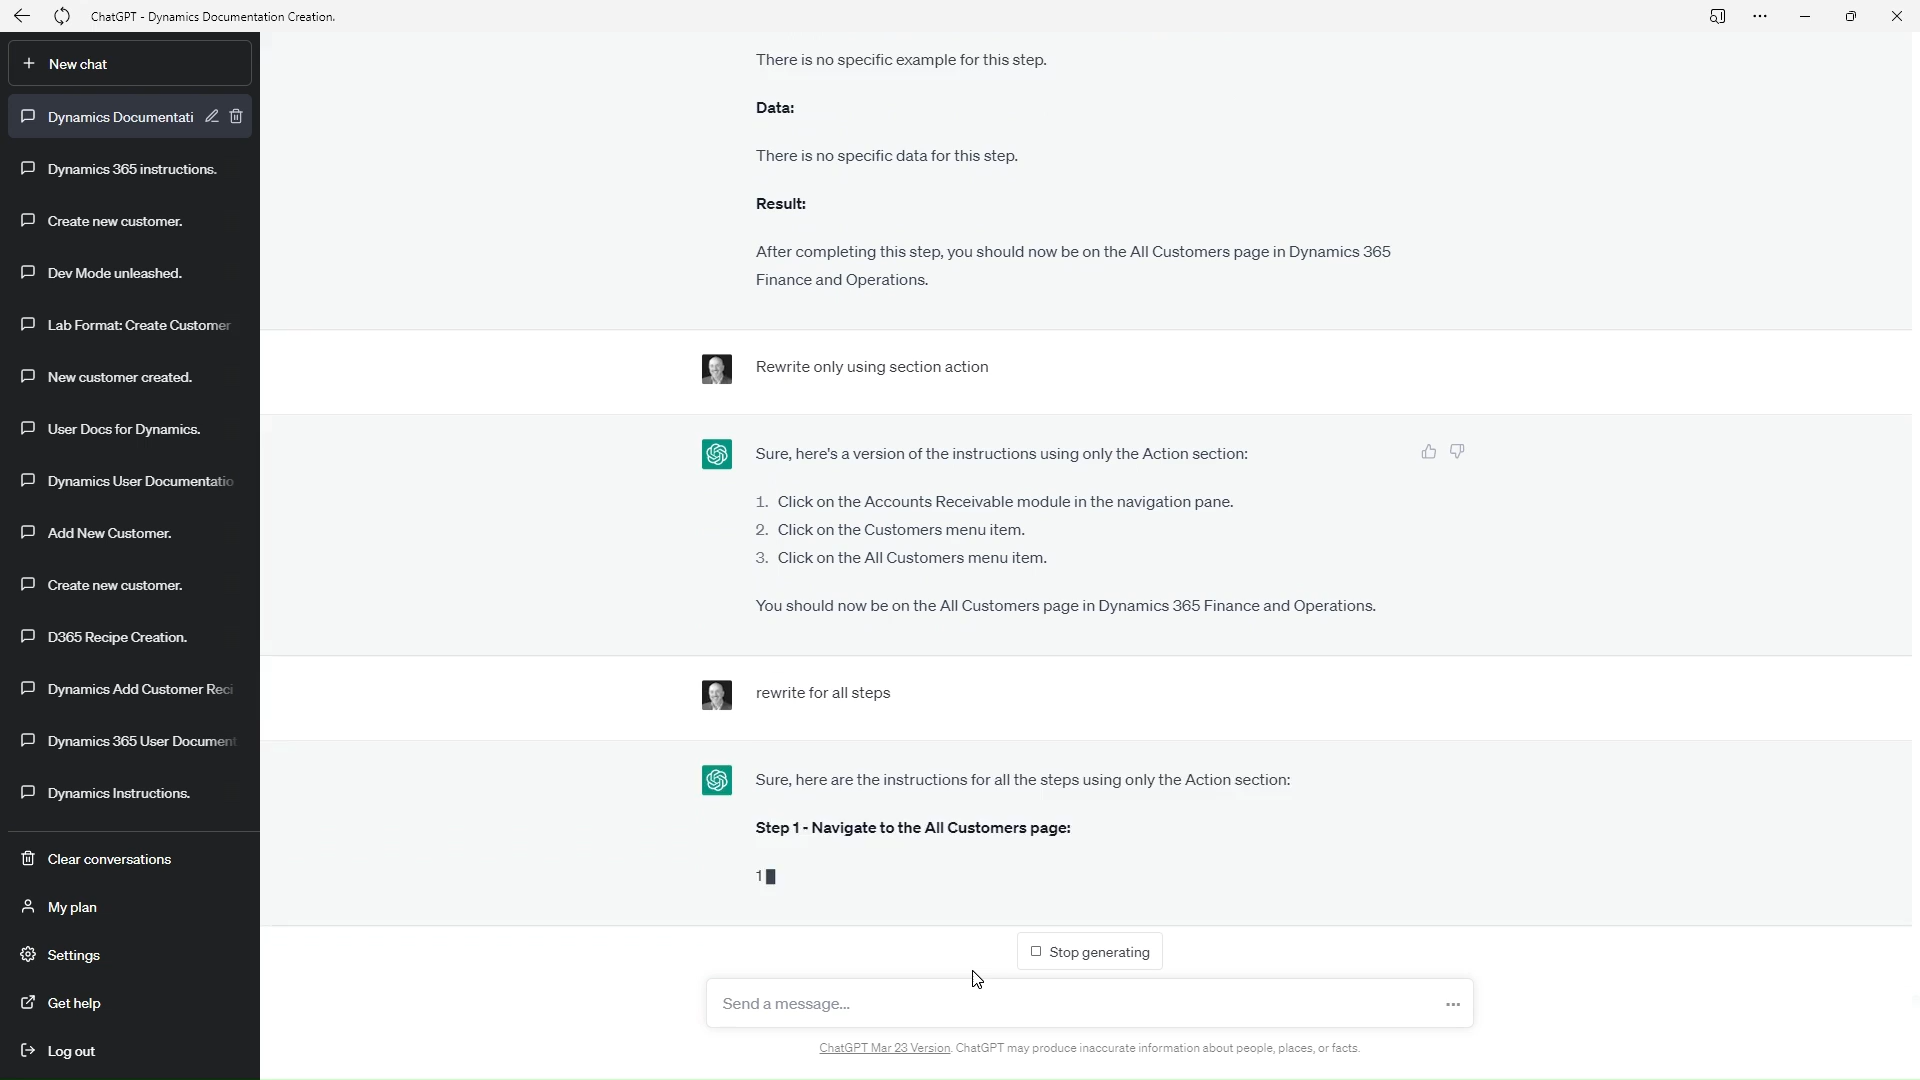 ChatGPT - Dynamics Documentation Creation.
New chat
Dynamics Documentati
Dynamics 365 instructions.
Create new customer.
Dev Mode unleashed.
Lab Format: Create Customer
New customer created.
User Docs for Dynamics.
Dynamics User Documentatio
Add New Customer.
Create new customer.
D365 Recipe Creation.
Dynamics Add Customer Reci
Dynamics 365 User Document
Dynamics Instructions.
Clear conversations
My plan
Settings
Get help
Log out
There is no specific example for this step.
Data:
There is no specific data for this step.
Result:
After completing this step, you should now be on the All Customers page in Dynamics 365
Finance and Operations.
Rewrite only using section action
Sure, here's a version of the instructions using only the Action section:
1. Click on the Accounts Receivable module in the navigation pane.
2. Click on the Customers menu item.
3. Click on the All Customers menu item.
You should now be on the All Customers page in Dynamics 365 Finance and Operations.
rewrite for all steps
Sure, here are the instructions for all the steps using only the Action section:
Step 1 - Navigate to the All Customers page:
1
Stop generating
Send a message...
ChatGPT Mar 23 Version. ChatGPT may produce inaccurate information about people, places, or facts.